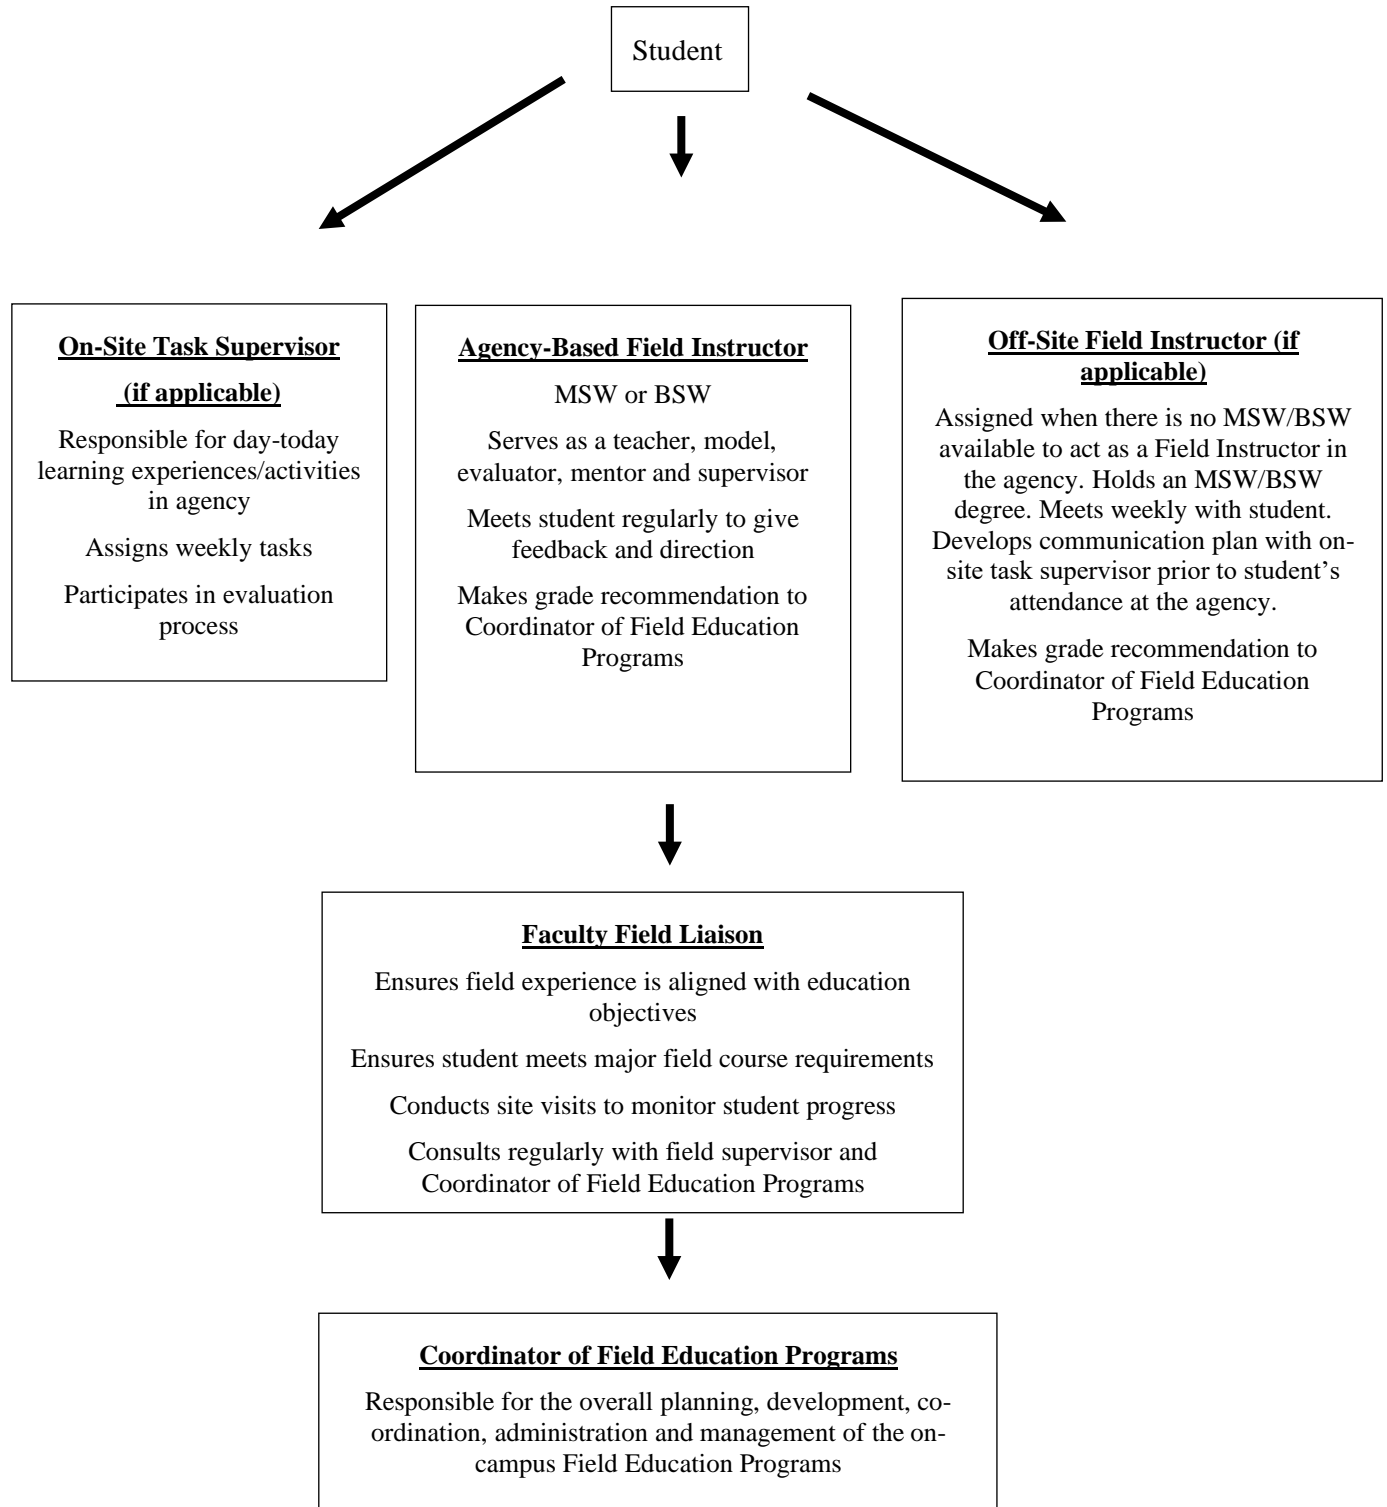 Student
On-Site Task Supervisor
(if applicable)
Responsible for day-today
learning experiences/activities
in agency
Assigns weekly tasks
Participates in evaluation
process
Agency-Based Field Instructor
MSW or BSW
Serves as a teacher, model,
evaluator, mentor and supervisor
Meets student regularly to give
feedback and direction
Makes grade recommendation to
Coordinator of Field Education
Programs
Off-Site Field Instructor (if
applicable)
Assigned when there is no MSW/BSW
available to act as a Field Instructor in
the agency. Holds an MSW/BSW
degree. Meets weekly with student.
Develops communication plan with on-
site task supervisor prior to student’s
attendance at the agency.
Makes grade recommendation to
Coordinator of Field Education
Programs
Faculty Field Liaison
Ensures field experience is aligned with education
objectives
Ensures student meets major field course requirements
Conducts site visits to monitor student progress
Consults regularly with field supervisor and
Coordinator of Field Education Programs
Coordinator of Field Education Programs
Responsible for the overall planning, development, co-
ordination, administration and management of the on-
campus Field Education Programs